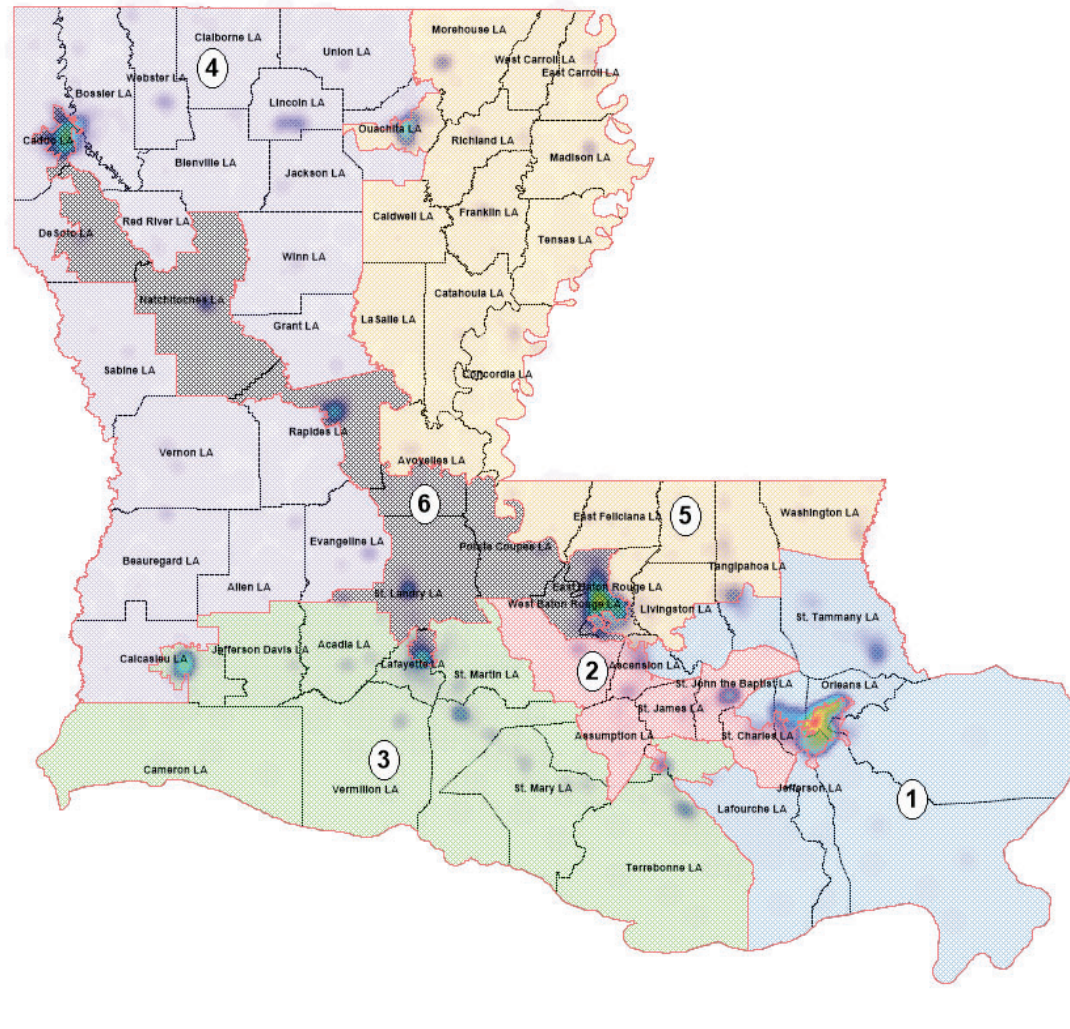 Morehouse LA
Claiborne LA
Union LA
West Carroll LA
4
East Carroll LA
Webster LA
Bossier LA
Lincoln LA
Ouachita LA
Caddo LA
Richland LA
Madison LA
Bienville LA
Jackson LA
Franklin LA
Caldwell LA
Red River LA
DeSoto LA
Tensas LA
Winn LA
Catahoula LA
Natchitoches LA
LaSalle LA
Grant LA
Sabine LA
Concordia LA
Rapides LA
Vernon LA
Avoyelles LA
6
5
East Feliciana LA
Washington LA
Evangeline LA
Pointe Coupee LA
Beauregard LA
Tangipahoa LA
Allen LA
East Baton Rouge LA
St. Landry LA
West Baton Rouge LA
Livingston LA
St. Tammany LA
Jefferson Davis LA
Acadia LA
Calcasieu LA
Lafayette LA
2
Ascension LA
St. Martin LA
St. John the Baptist LA
Orleans LA
St. James LA
Assumption LA
St. Charles LA
3
Cameron LA
Vermilion LA
St. Mary LA
Jefferson LA
1
Lafourche LA
Terrebonne LA